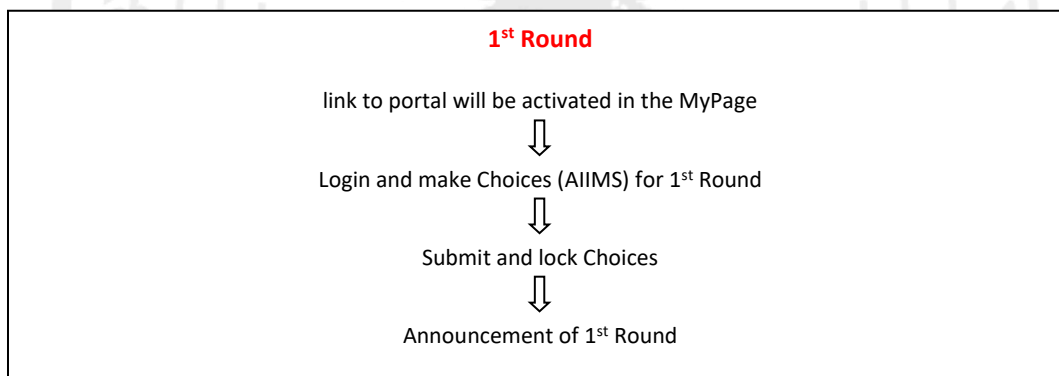 1st Round
link to portal will be activated in the MyPage
Login and make Choices (AIIMS) for 1st Round
Submit and lock Choices
Announcement of 1st Round